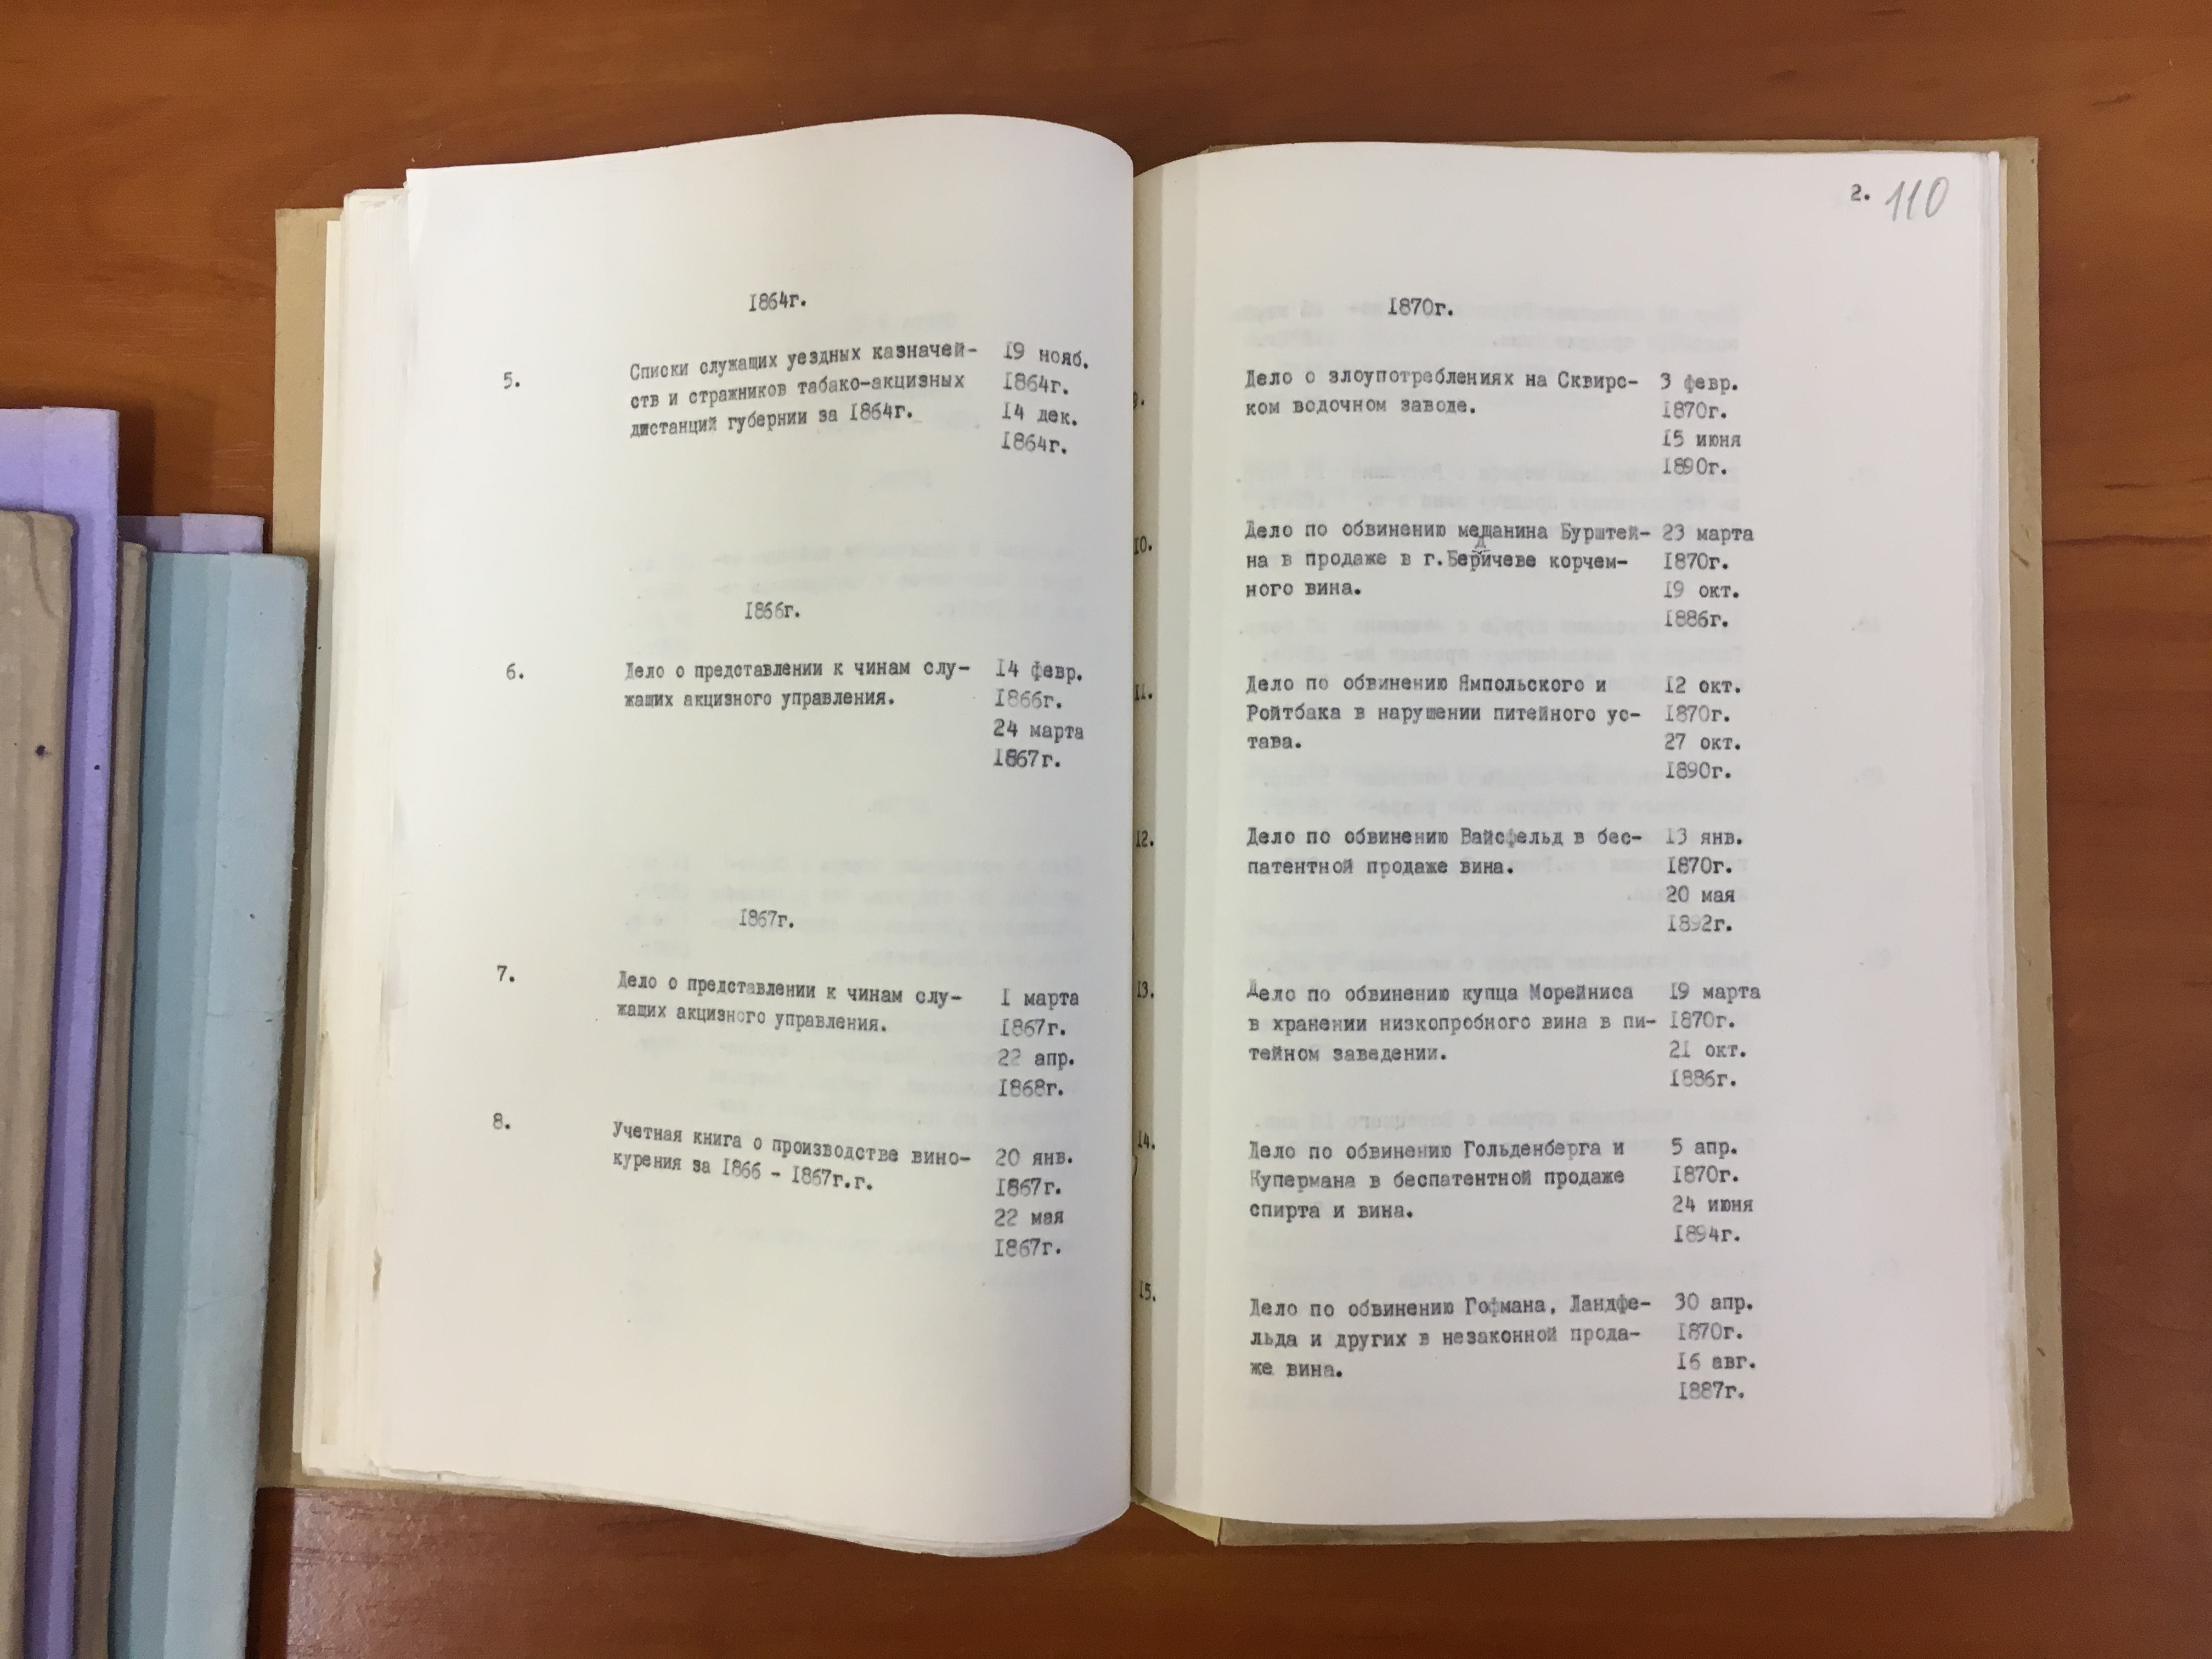 1864г.
5. Списки служащих уездных казначей- 19 нояб.
ств и стражников табако-акцизных 1864г.
дистанций губернии за 1864г. 14 дек.
1864г.
1866г.
6. Дело о представлении к чинам слу- 14 февр.
жащих акцизного управления. 1866г.
24 марта
1867г.
1867г.
7. Дело о представлении к чинам слу- 1 марта
жащих акцизного управления. 1867г.
22 апр.
1868г.
8. Учетная книга о производстве вино- 20 янв.
курения за 1866 - 1867г.г. 1867г.
22 мая
1867г.
2. 110
1870г.
9. Дело о злоупотреблениях на Сквирс- 3 февр.
ком водочном заводе. 1870г.
15 июня
1890г.
10. Дело по обвинению мещанина Бурштей- 23 марта
на в продаже в г.Бердичеве корчем- 1870г.
ного вина. 19 окт.
1886г.
11. Дело по обвинению Ямпольского и 12 окт.
Ройтбака в нарушении питейного ус- 1870г.
тава. 27 окт.
1890г.
12. Дело по обвинению Вайсфельд в бес- 13 янв.
патентной продаже вина. 1870г.
20 мая
1892г.
13. Дело по обвинению купца Морейниса 19 марта
в хранении низкопробного вина в пи- 1870г.
тейном заведении. 21 окт.
1886г.
14. Дело по обвинению Гольденберга и 5 апр.
Купермана в беспатентной продаже 1870г.
спирта и вина. 24 июня
1894г.
15. Дело по обвинению Гофмана, Ландфе- 30 апр.
льда и других в незаконной прода- 1870г.
же вина. 16 авг.
1887г.